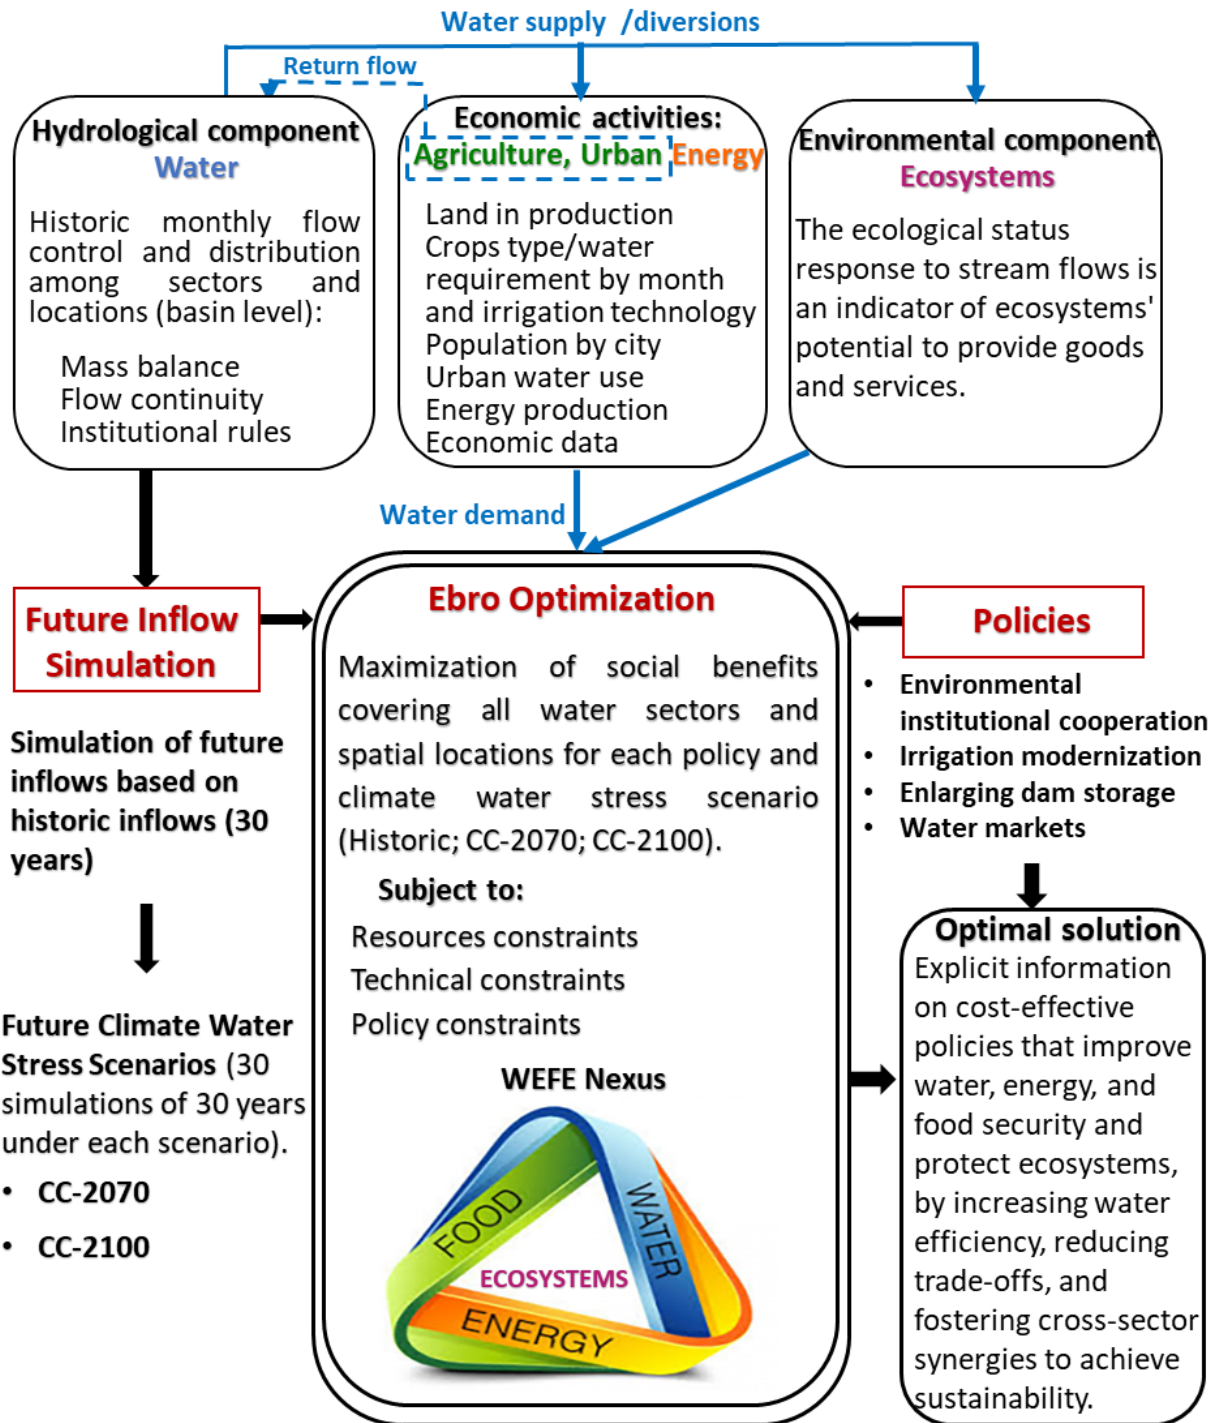 Water supply /diversions
Return flow
Hydrological component
Water
Historic monthly flow
control and distribution
among sectors and
locations (basin level):
Mass balance
Flow continuity
Institutional rules
Economic activities:
Agriculture, Urban Energy
Land in production
Crops type/water
requirement by month
and irrigation technology
Population by city
Urban water use
Energy production
Economic data
Environmental component
Ecosystems
The ecological status
response to stream flows is
an indicator of ecosystems'
potential to provide goods
and services.
Water demand
Future Inflow
Simulation
Simulation of future
inflows based on
historic inflows (30
years)
Future Climate Water
Stress Scenarios (30
simulations of 30 years
under each scenario).
• CC-2070
• CC-2100
Ebro Optimization
Maximization of social benefits
covering all water sectors and
spatial locations for each policy and
climate water stress scenario
(Historic; CC-2070; CC-2100).
Subject to:
Resources constraints
Technical constraints
Policy constraints
WEFE Nexus
FOOD
WATER
ECOSYSTEMS
ENERGY
Policies
• Environmental
institutional cooperation
• Irrigation modernization
• Enlarging dam storage
• Water markets
Optimal solution
Explicit information
on cost-effective
policies that improve
water, energy, and
food security and
protect ecosystems,
by increasing water
efficiency, reducing
trade-offs, and
fostering cross-sector
synergies to achieve
sustainability.